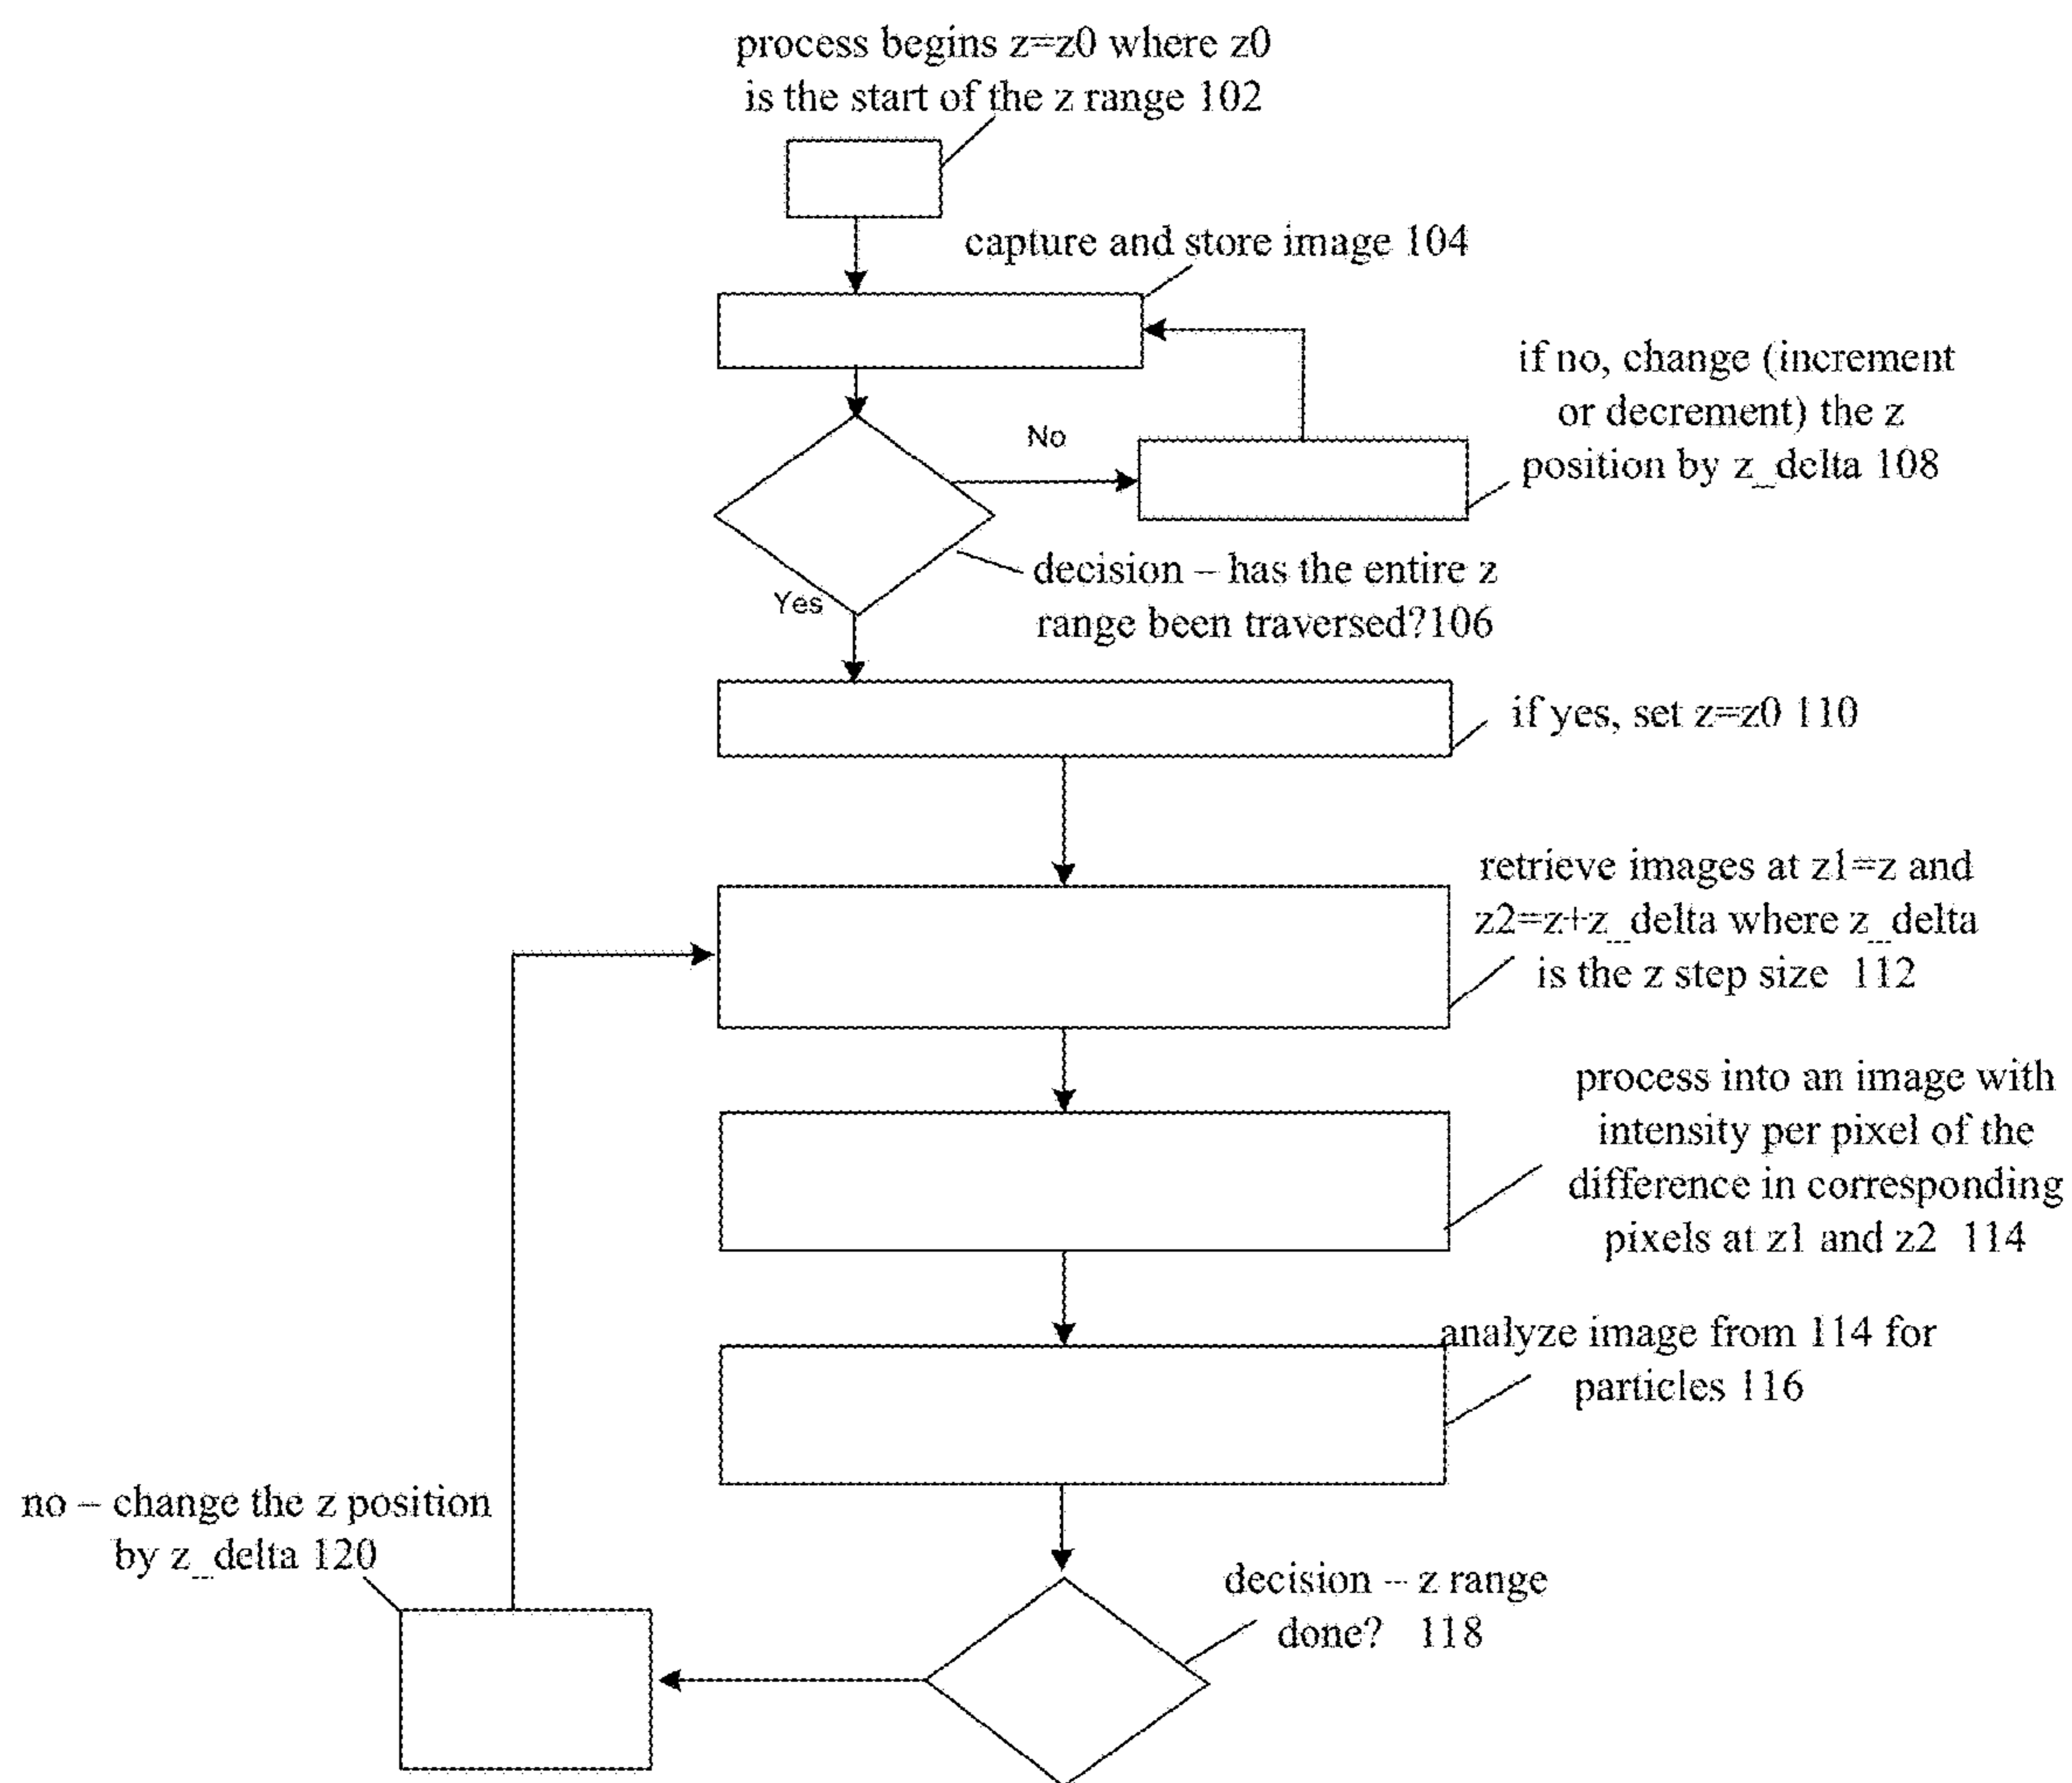 process begins z=z0 where z0
is the start of the z range 102
capture and store image 104
if no, change (increment
or decrement) the z
position by z_delta 108
No
decision – has the entire z
range been traversed?106
Yes
if yes, set z=z0 110
retrieve images at z1=z and
z2=z+z_delta where z_delta
is the z step size 112
process into an image with
intensity per pixel of the
difference in corresponding
pixels at z1 and z2 114
analyze image from 114 for
particles 116
no – change the z position
by z_delta 120
decision – z range
done? 118